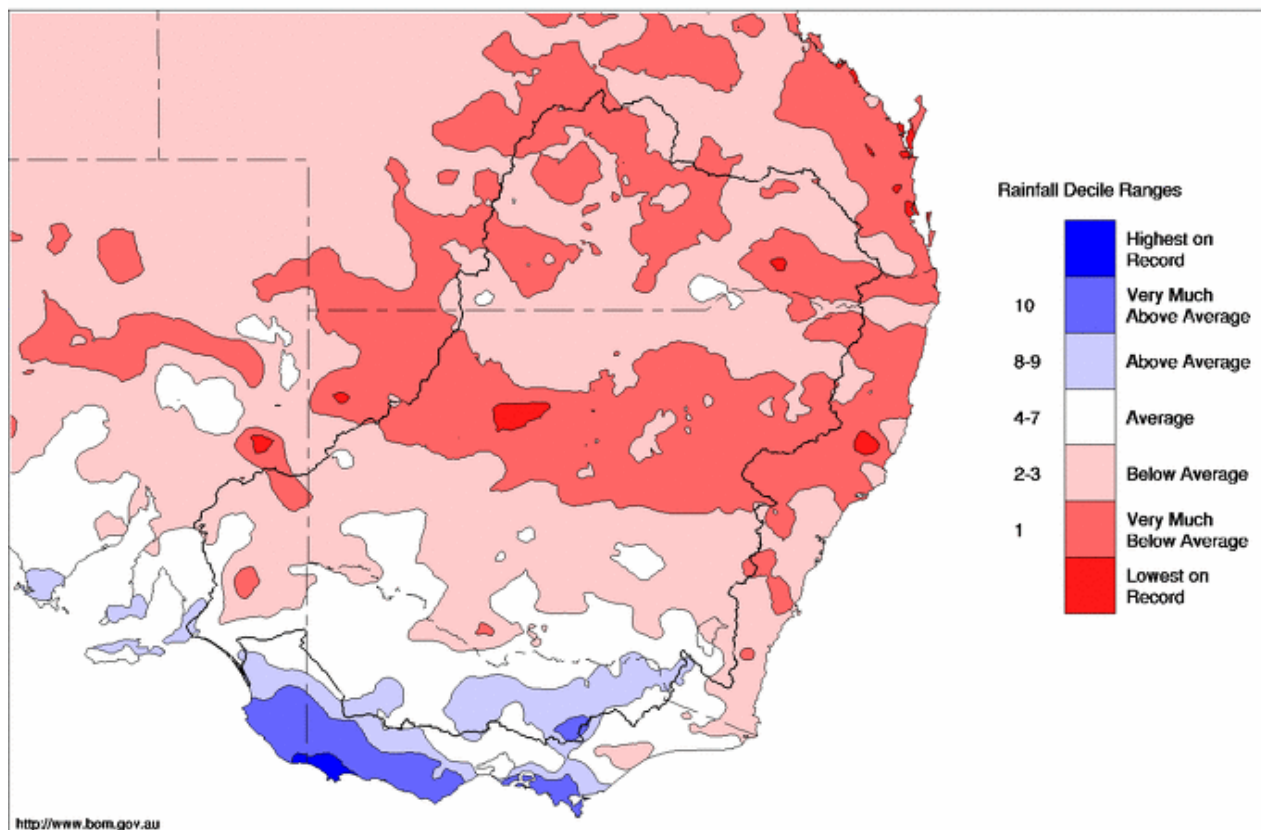 Rainfall Decile Ranges
Highest on
Record
10
Very Much
Above Average
8-9
Above Average
4-7
Average
2-3
Below Average
1
Very Much
Below Average
Lowest on
Record
http://www.bom.gov.au